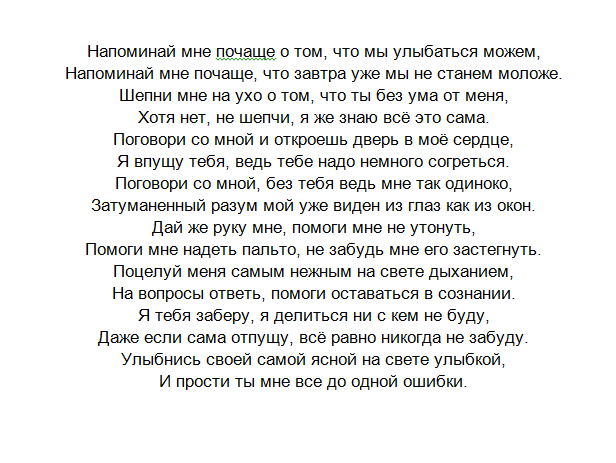 Напоминай мне почаще о том, что мы улыбаться можем,
Напоминай мне почаще, что завтра уже мы не станем моложе.
Шепни мне на ухо о том, что ты без ума от меня,
Хотя нет, не шепчи, я же знаю всё это сама.
Поговори со мной и откроешь дверь в моё сердце,
Я впущу тебя, ведь тебе надо немного согреться.
Поговори со мной, без тебя ведь мне так одиноко,
Затуманенный разум мой уже виден из глаз как из окон.
Дай же руку мне, помоги мне не утонуть,
Помоги мне надеть пальто, не забудь мне его застегнуть.
Поцелуй меня самым нежным на свете дыханием,
На вопросы ответь, помоги оставаться в сознании.
Я тебя заберу, я делиться ни с кем не буду,
Даже если сама отпущу, всё равно никогда не забуду.
Улыбнись своей самой ясной на свете улыбкой,
И прости ты мне все до одной ошибки.